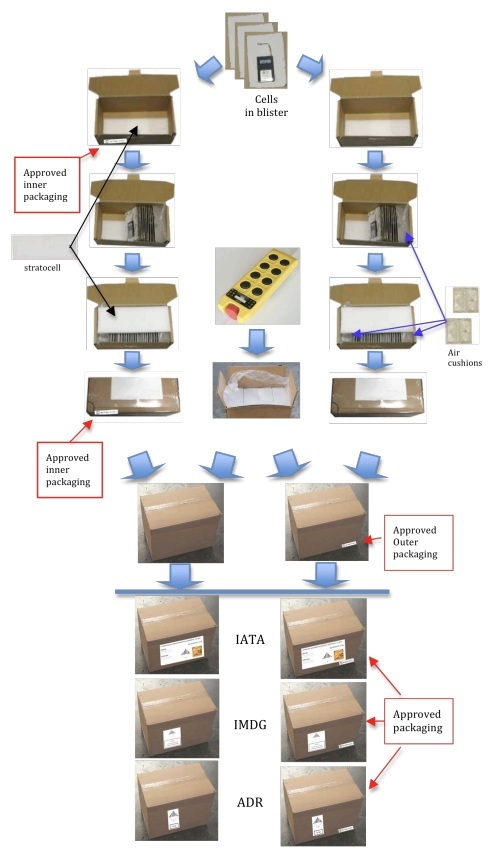 Cells
in blister
Approved
inner
packaging
stratocell
Air
cushions
Approved
inner
packaging
Approved
Outer
packaging
IATA
IMDG
Approved
packaging
ADR